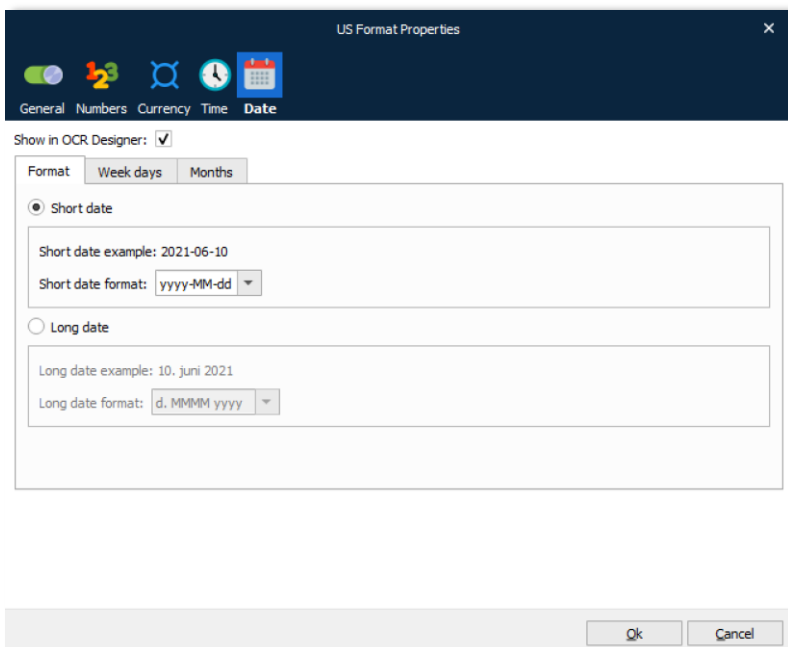 US Format Properties
General Numbers Currency Time Date
Show in OCR Designer:
Format Week days Months
Short date
Short date example: 2021-06-10
Short date format: yyyy-MM-dd
Long date
Long date example: 10. juni 2021
Long date format: d. MMMM yyyy
Ok Cancel